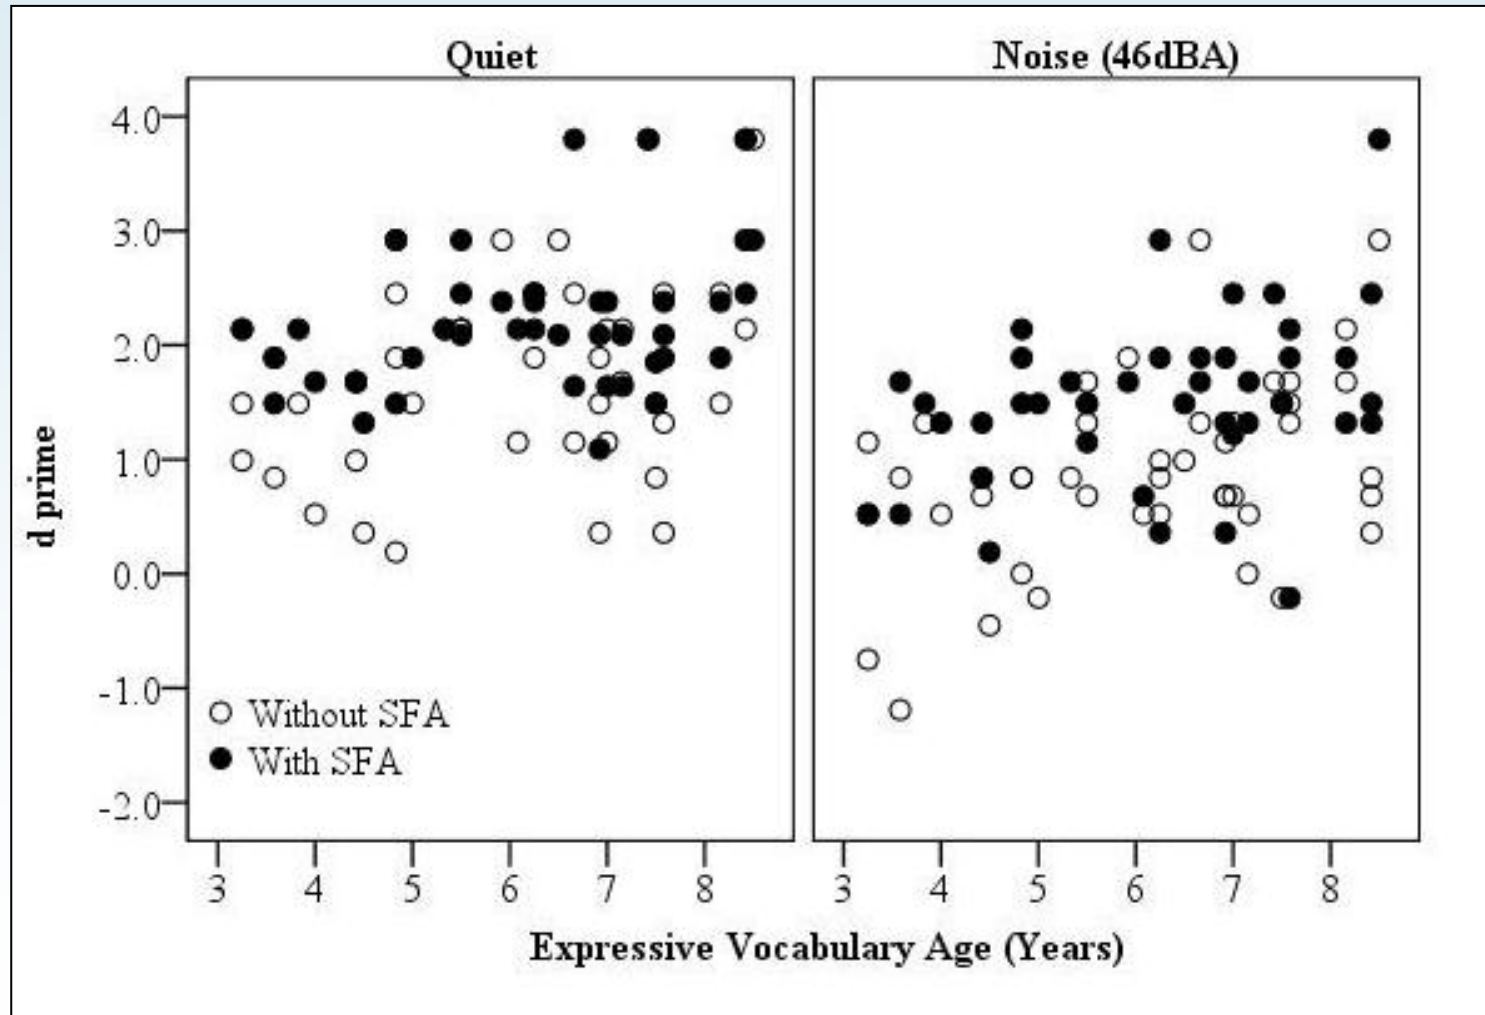 Quiet
Noise (46dBA)
4.0
3.0
2.0
1.0
0.0
-1.0
-2.0
d prime
Without SFA
With SFA
3 4 5 6 7 8
3 4 5 6 7 8
Expressive Vocabulary Age (Years)